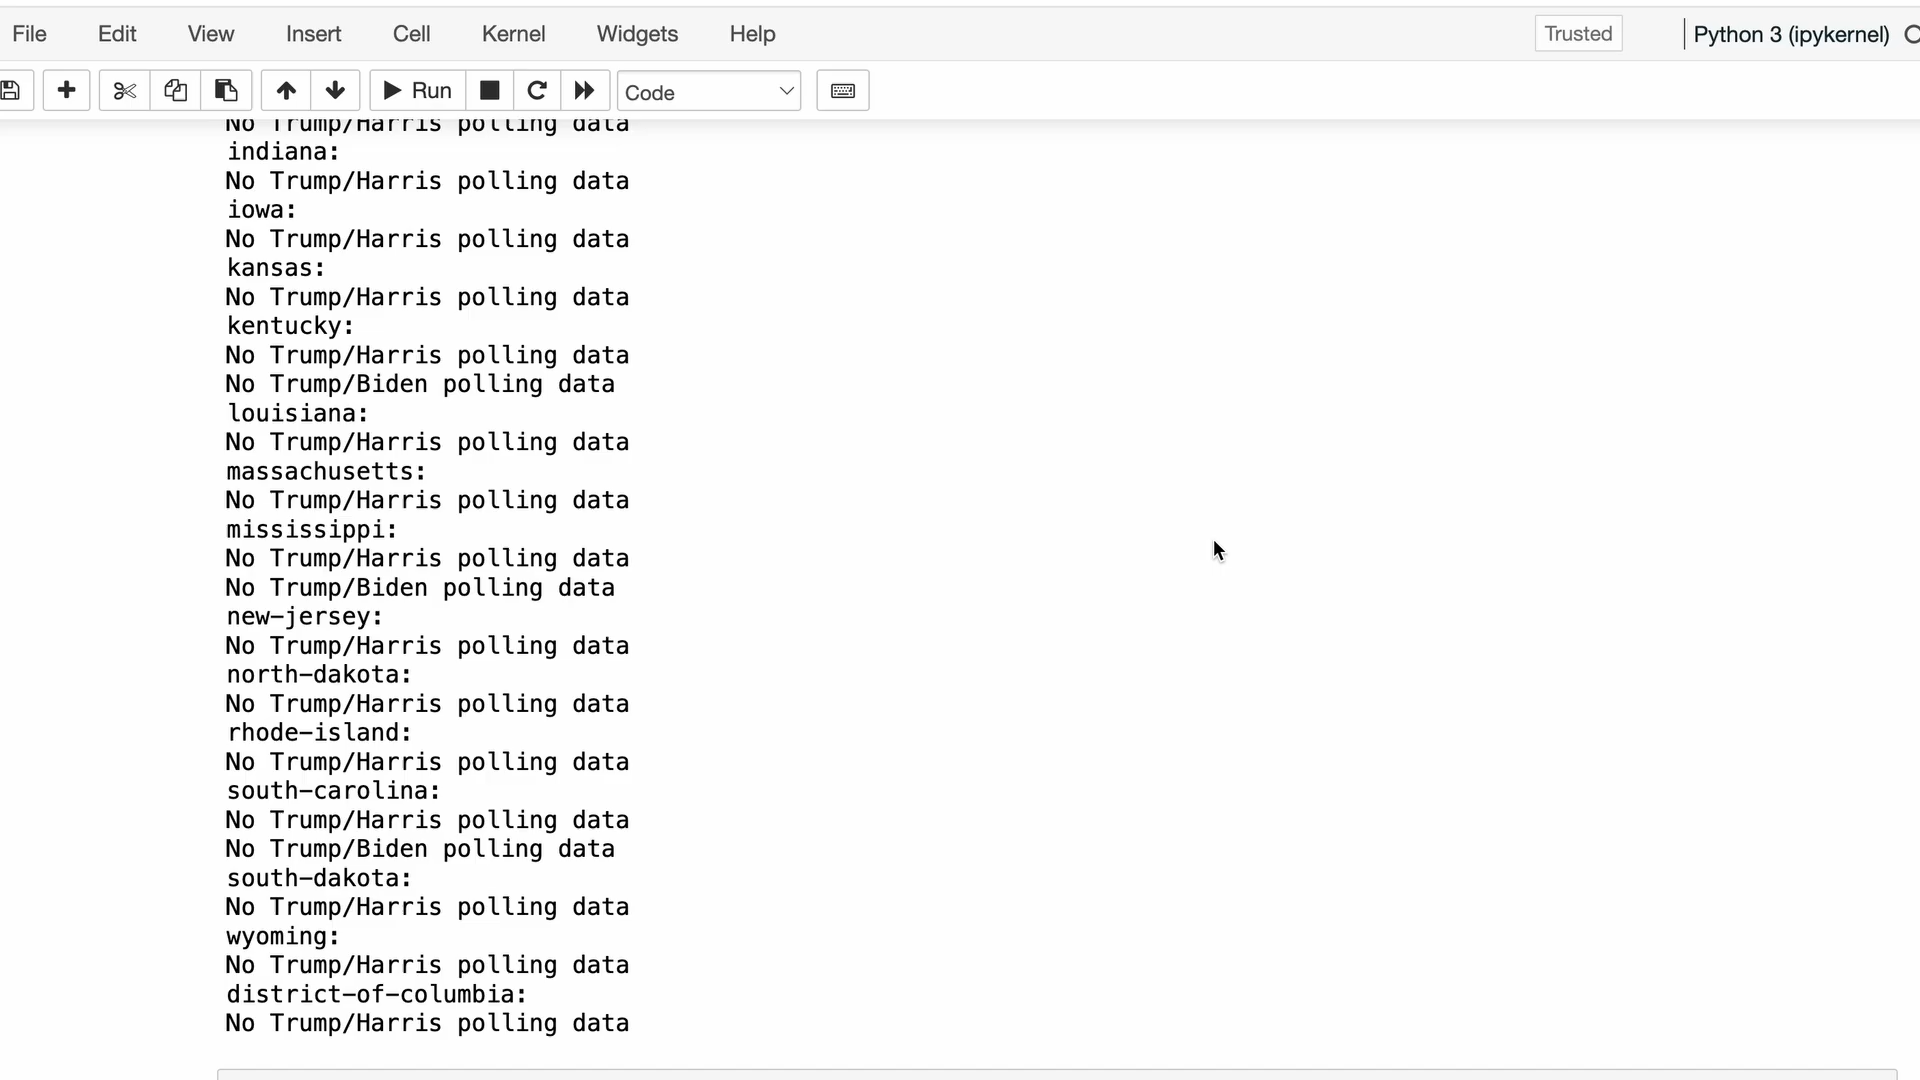 File Edit View Insert Cell Kernel Widgets Help Trusted Python 3 (ipykernel)
Run Code
No Trump/Harris polling data
indiana:
No Trump/Harris polling data
iowa:
No Trump/Harris polling data
kansas:
No Trump/Harris polling data
kentucky:
No Trump/Harris polling data
No Trump/Biden polling data
louisiana:
No Trump/Harris polling data
massachusetts:
No Trump/Harris polling data
mississippi:
No Trump/Harris polling data
No Trump/Biden polling data
new-jersey:
No Trump/Harris polling data
north-dakota:
No Trump/Harris polling data
rhode-island:
No Trump/Harris polling data
south-carolina:
No Trump/Harris polling data
No Trump/Biden polling data
south-dakota:
No Trump/Harris polling data
wyoming:
No Trump/Harris polling data
district-of-columbia:
No Trump/Harris polling data